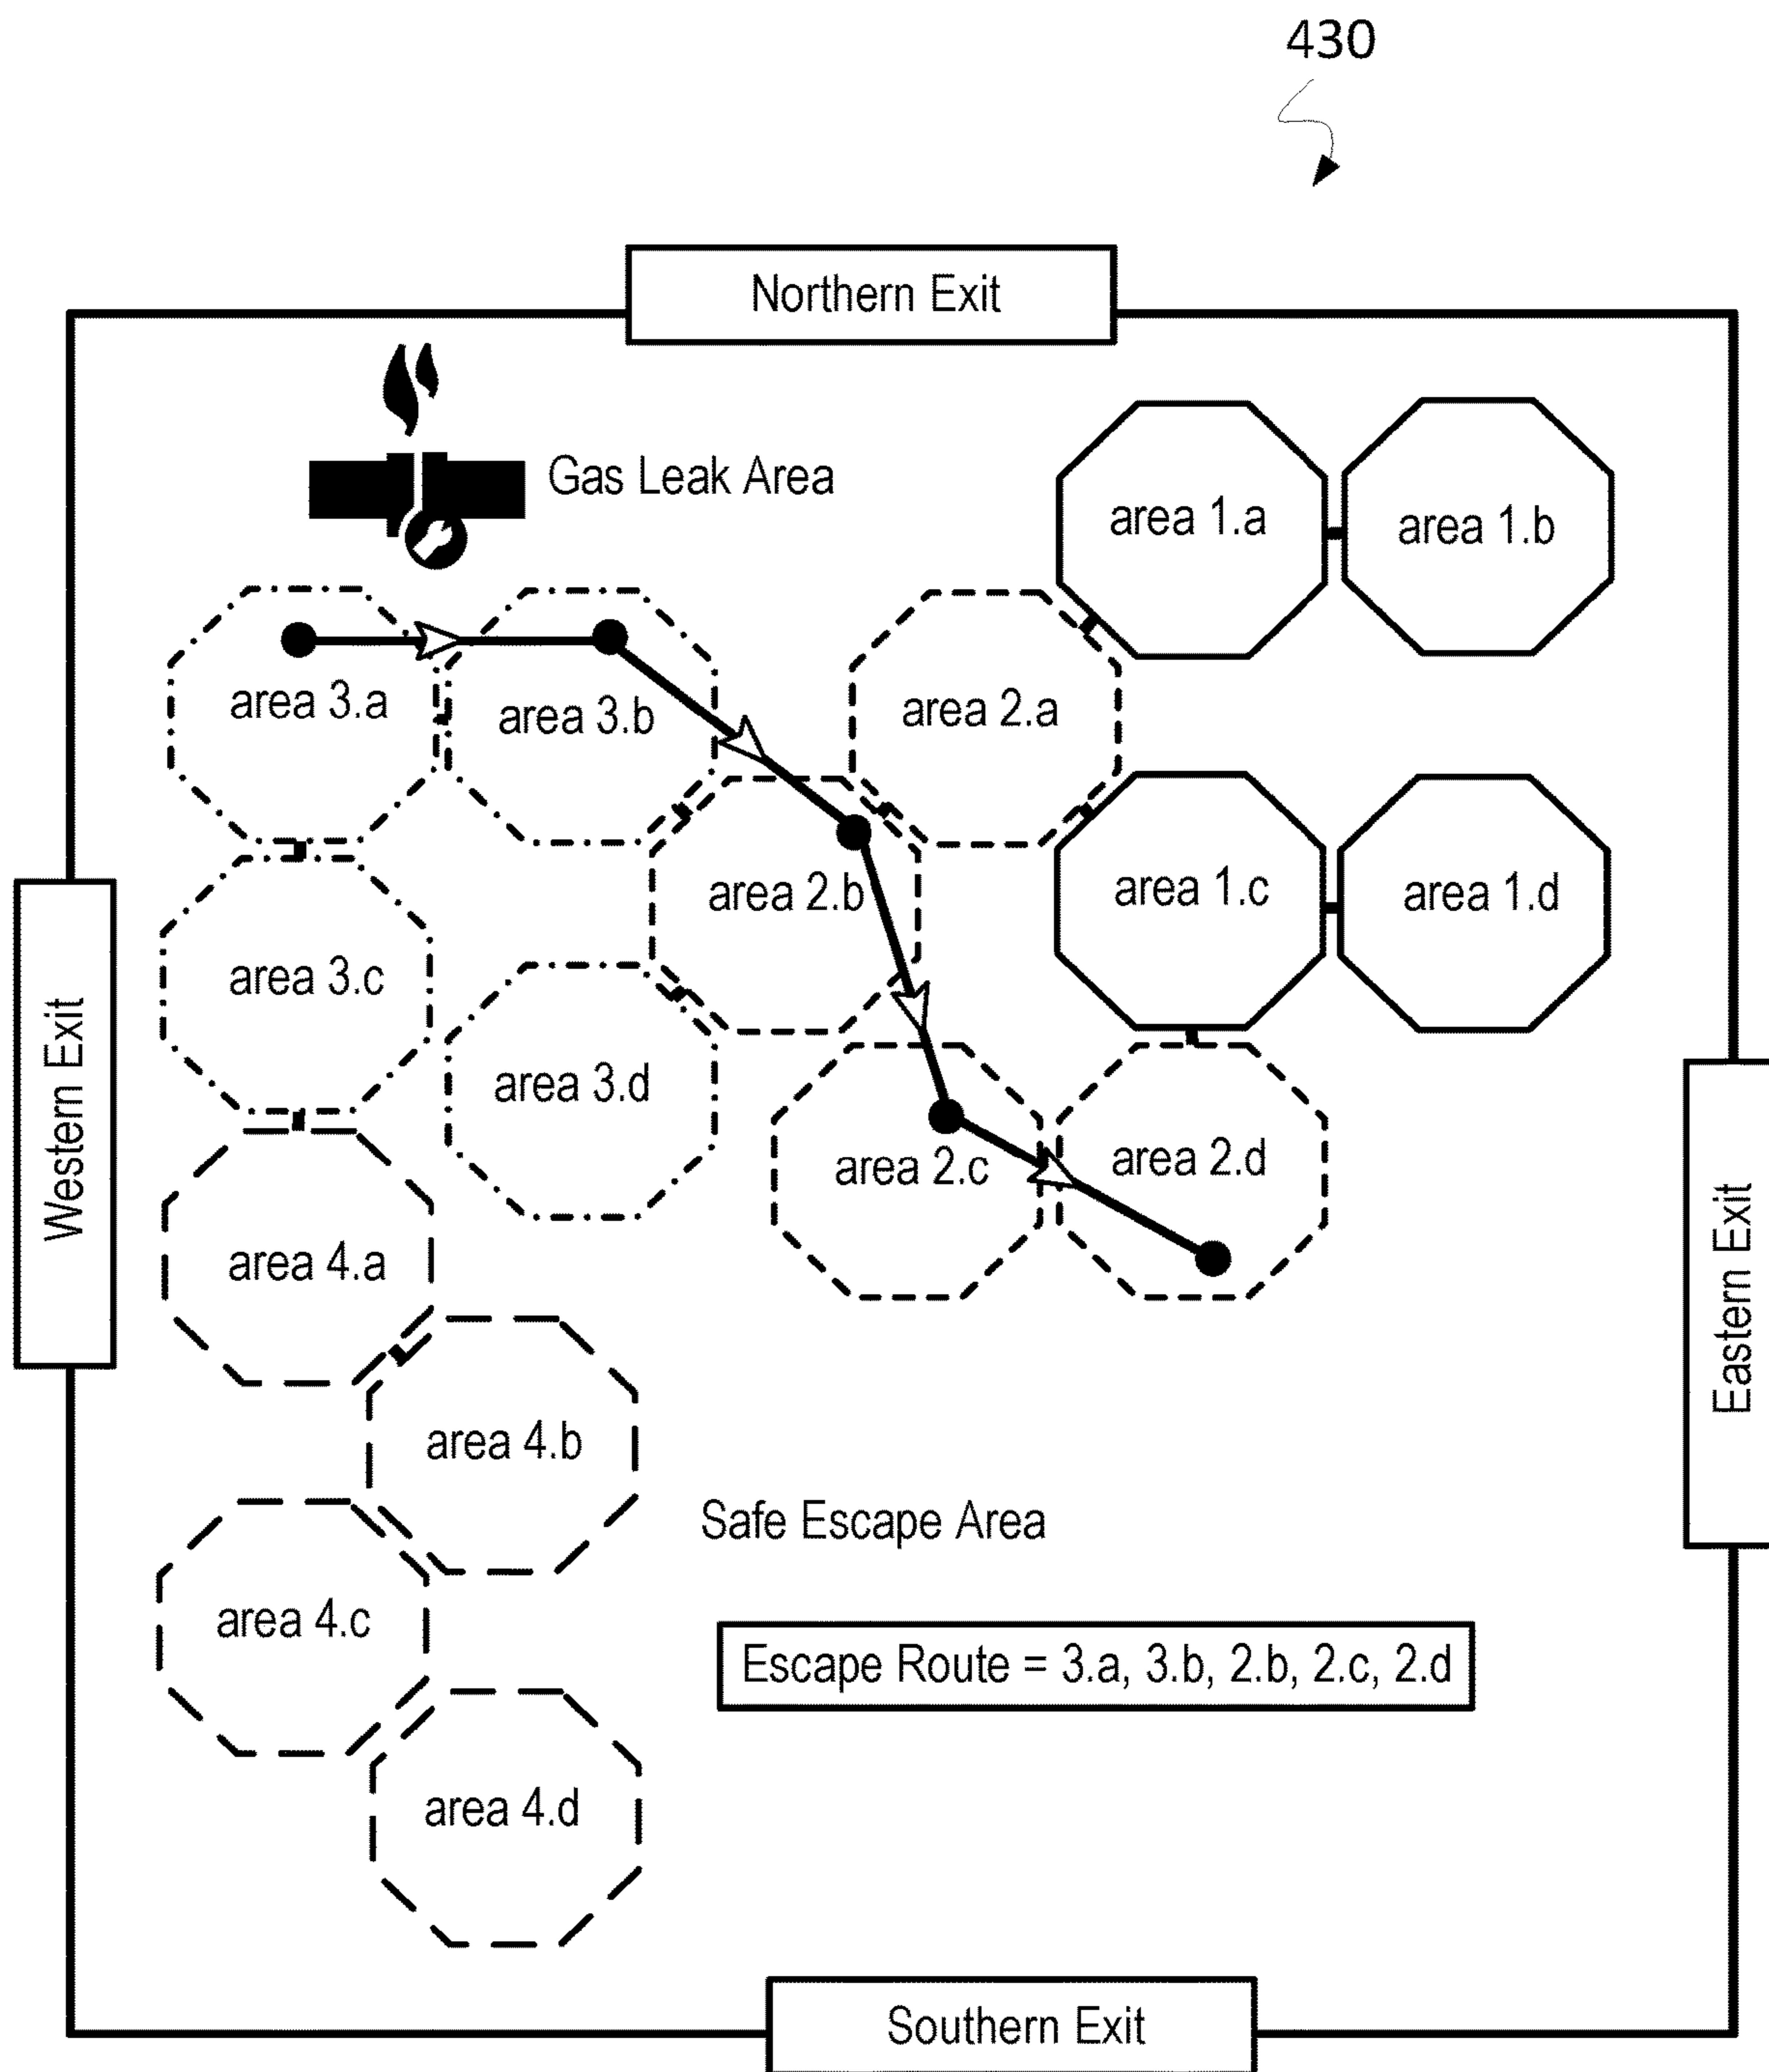 430
Northern Exit
Gas Leak Area
area 1.a
area 1.b
area 3.a
area 3.b
area 2.a
area 2.b
area 1.c
area 1.d
area 3.c
area 3.d
area 2.c
area 2.d
Western Exit
Eastern Exit
area 4.a
area 4.b
Safe Escape Area
area 4.c
Escape Route = 3.a, 3.b, 2.b, 2.c, 2.d
area 4.d
Southern Exit